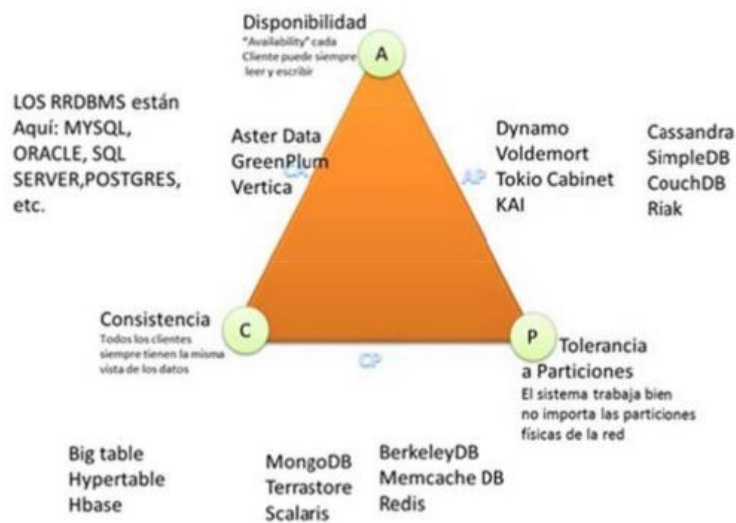 Disponibilidad
"Availability" cada
Cliente puede siempre
leer y escribir
A
LOS RRDBMS están
Aquí: MYSQL,
ORACLE, SQL
SERVER,POSTGRES,
etc.
Aster Data
GreenPlum
Vertica
CA
Dynamo
Voldemort
Tokio Cabinet
KAI
AP
Cassandra
SimpleDB
CouchDB
Riak
Consistencia
Todos los clientes
siempre tienen la misma
vista de los datos
C
CP
P
Tolerancia
a Particiones
El sistema trabaja bien
no importa las particiones
físicas de la red
Big table
Hypertable
Hbase
MongoDB
Terrastore
Scalaris
BerkeleyDB
Memcache DB
Redis